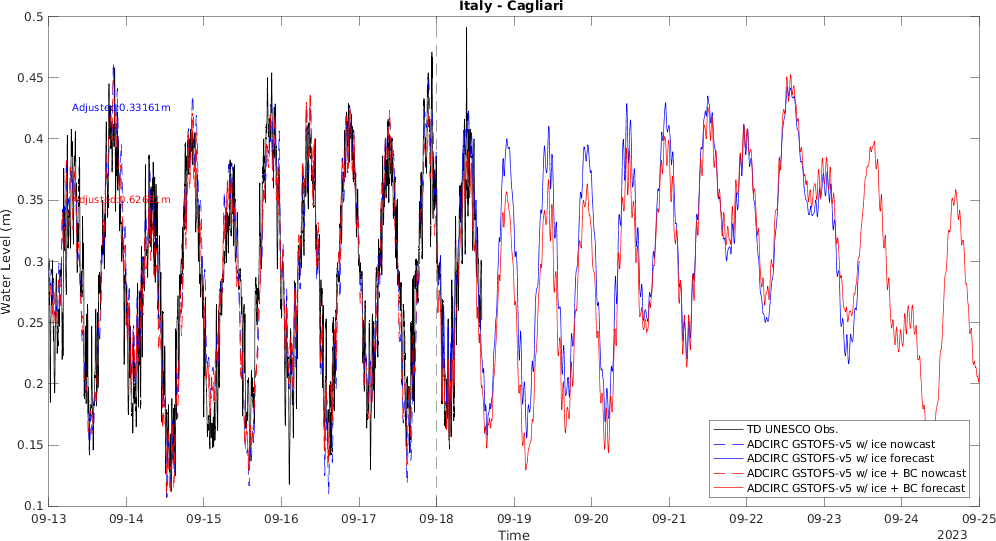 Italy - Cagliari
0.5
0.45
0.4
0.35
0.3
0.25
0.2
0.15
0.1
Water Level (m)
Adjusted:0.33161m
09-13
09-14
09-15
09-16
09-17
09-18
09-19
09-20
09-21
09-22
09-23
09-24
09-25
Time
2023
TD UNESCO Obs.
ADCIRC GSTOFS-v5 w/ ice nowcast
ADCIRC GSTOFS-v5 w/ ice forecast
ADCIRC GSTOFS-v5 w/ ice + BC nowcast
ADCIRC GSTOFS-v5 w/ ice + BC forecast